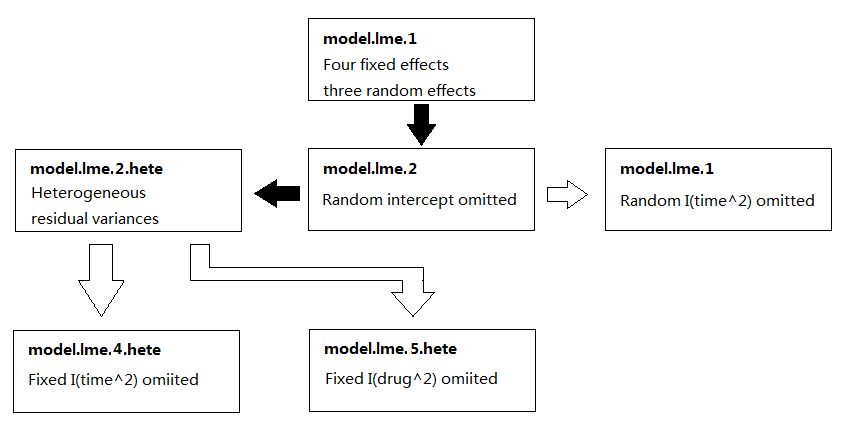 model.lme.1
Four fixed effects
three random effects
model.lme.2.hete
Heterogeneous
residual variances
model.lme.2
Random intercept omitted
model.lme.1
Random I(time^2) omitted
model.lme.4.hete
Fixed I(time^2) omiited
model.lme.5.hete
Fixed I(drug^2) omiited